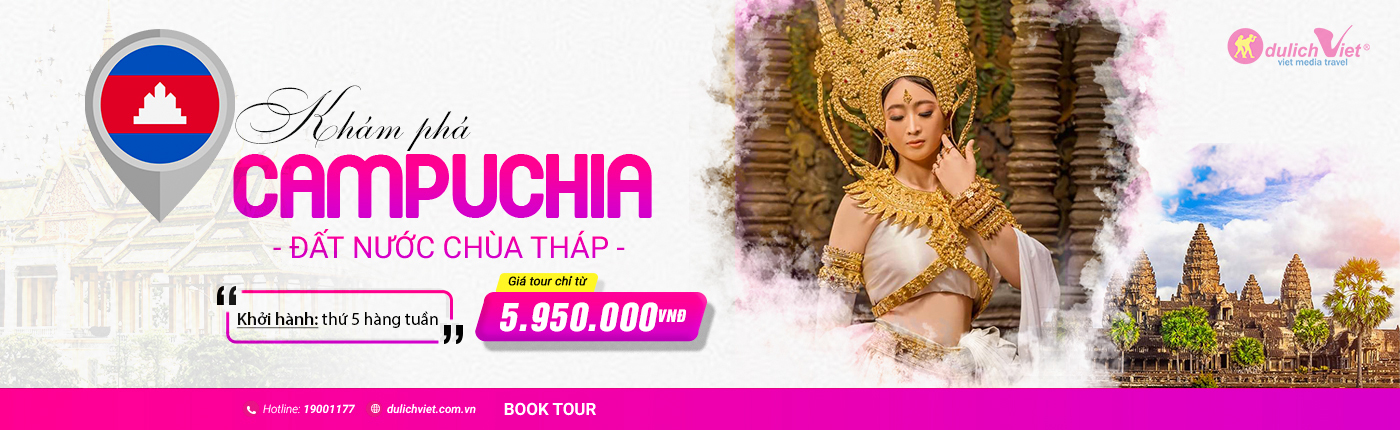 dulichViet®
viet media travel
Khám phá
CAMPUCHIA
- ĐẤT NƯỚC CHÙA THÁP -
Giá tour chỉ từ
5.950.000VNĐ
“Khởi hành: thứ 5 hàng tuần”
Hotline: 19001177 dulichviet.com.vn BOOK TOUR